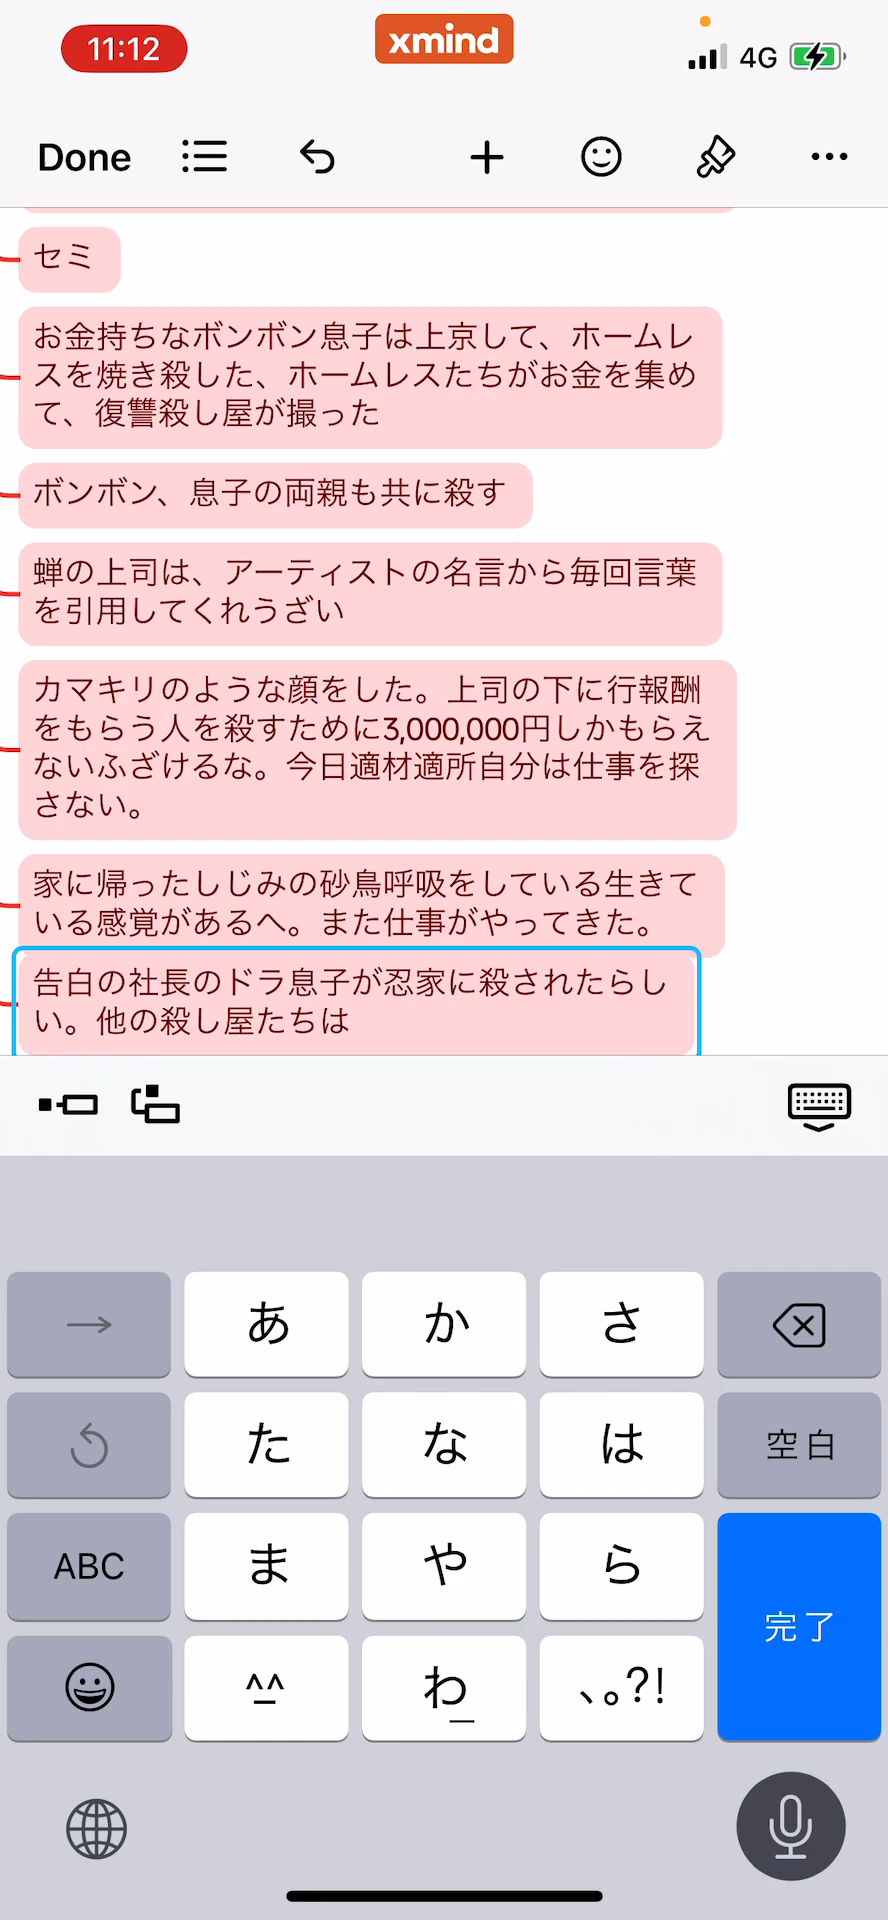 11:12
xmind
4G
Done
セミ
お金持ちなボンボン息子は上京して、ホームレ
スを焼き殺した、ホームレスたちがお金を集め
て、復讐殺し屋が撮った
ボンボン、息子の両親も共に殺す
蝉の上司は、アーティストの名言から毎回言葉
を引用してくれうざい
カマキリのような顔をした。上司の下に行報酬
をもらう人を殺すために3,000,000円しかもらえ
ないふざけるな。今日適材適所自分は仕事を探
さない。
家に帰ったしじみの砂鳥呼吸をしている生きて
いる感覚があるへ。また仕事がやってきた。
告白の社長のドラ息子が忍家に殺されたらし
い。他の殺し屋たちは
→ あ か さ
た な は 空白
ABC ま や ら
完了
^^ わ 、。?!